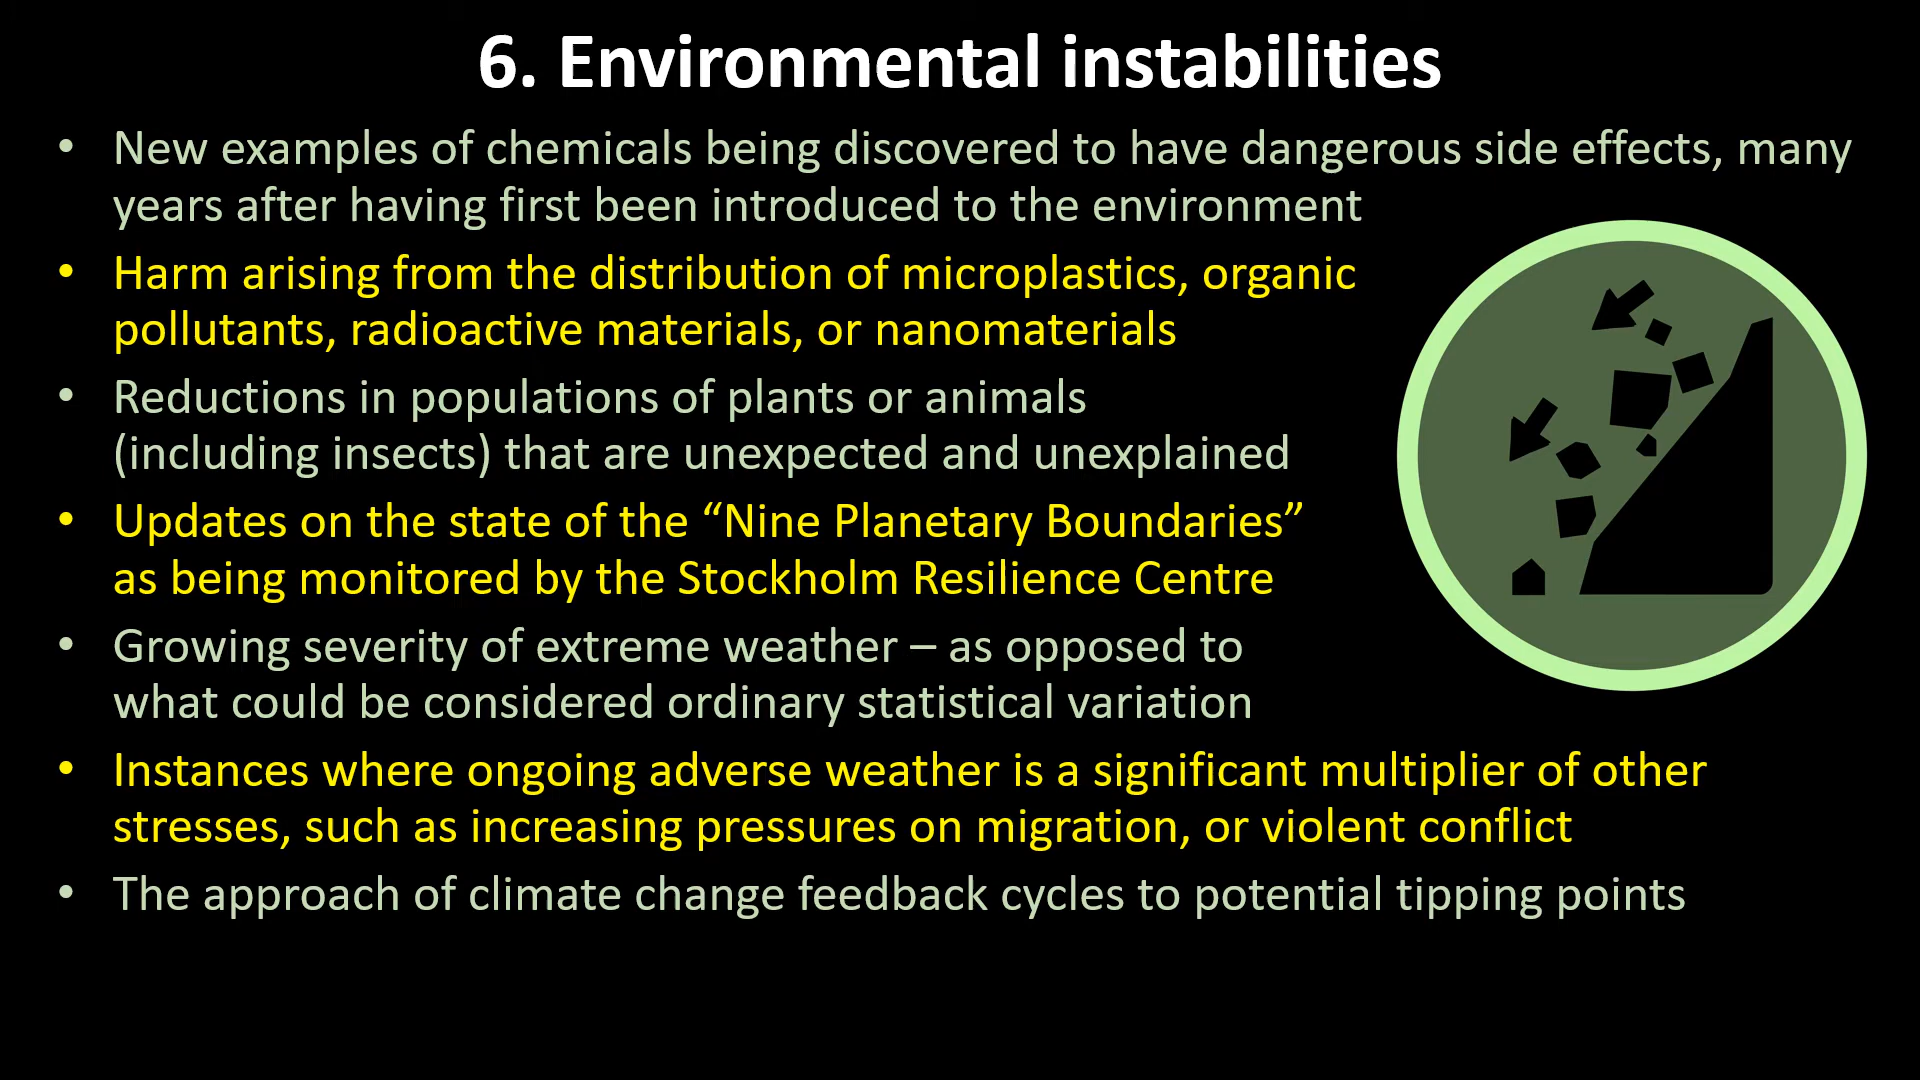 6. Environmental instabilities
• New examples of chemicals being discovered to have dangerous side effects, many
years after having first been introduced to the environment
• Harm arising from the distribution of microplastics, organic
pollutants, radioactive materials, or nanomaterials
• Reductions in populations of plants or animals
(including insects) that are unexpected and unexplained
• Updates on the state of the “Nine Planetary Boundaries”
as being monitored by the Stockholm Resilience Centre
• Growing severity of extreme weather – as opposed to
what could be considered ordinary statistical variation
• Instances where ongoing adverse weather is a significant multiplier of other
stresses, such as increasing pressures on migration, or violent conflict
• The approach of climate change feedback cycles to potential tipping points